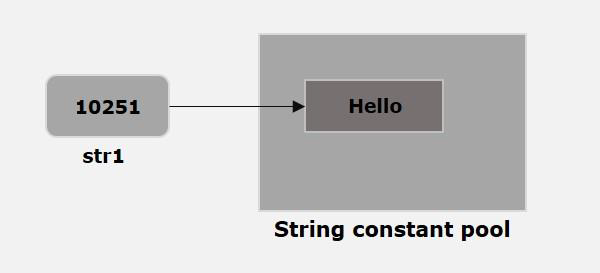 10251
Hello
str1
String constant pool